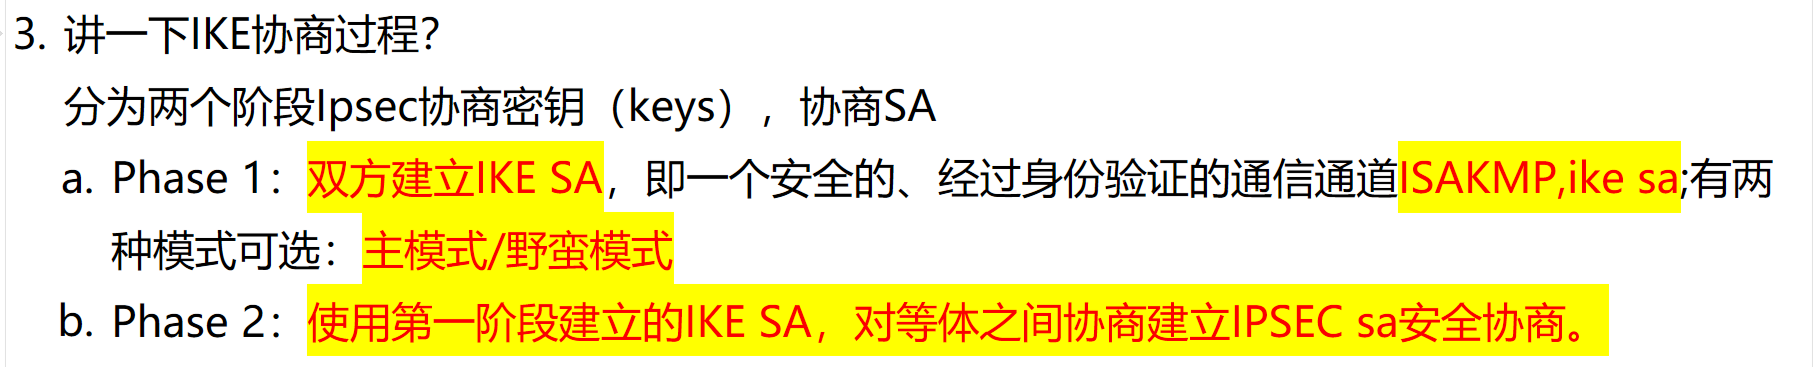 3. 讲一下IKE协商过程？
分为两个阶段Ipsec协商密钥（keys），协商SA
a. Phase 1：双方建立IKE SA，即一个安全的、经过身份验证的通信通道ISAKMP,ike sa;有两
种模式可选：主模式/野蛮模式
b. Phase 2：使用第一阶段建立的IKE SA，对等体之间协商建立IPSEC sa安全协商。